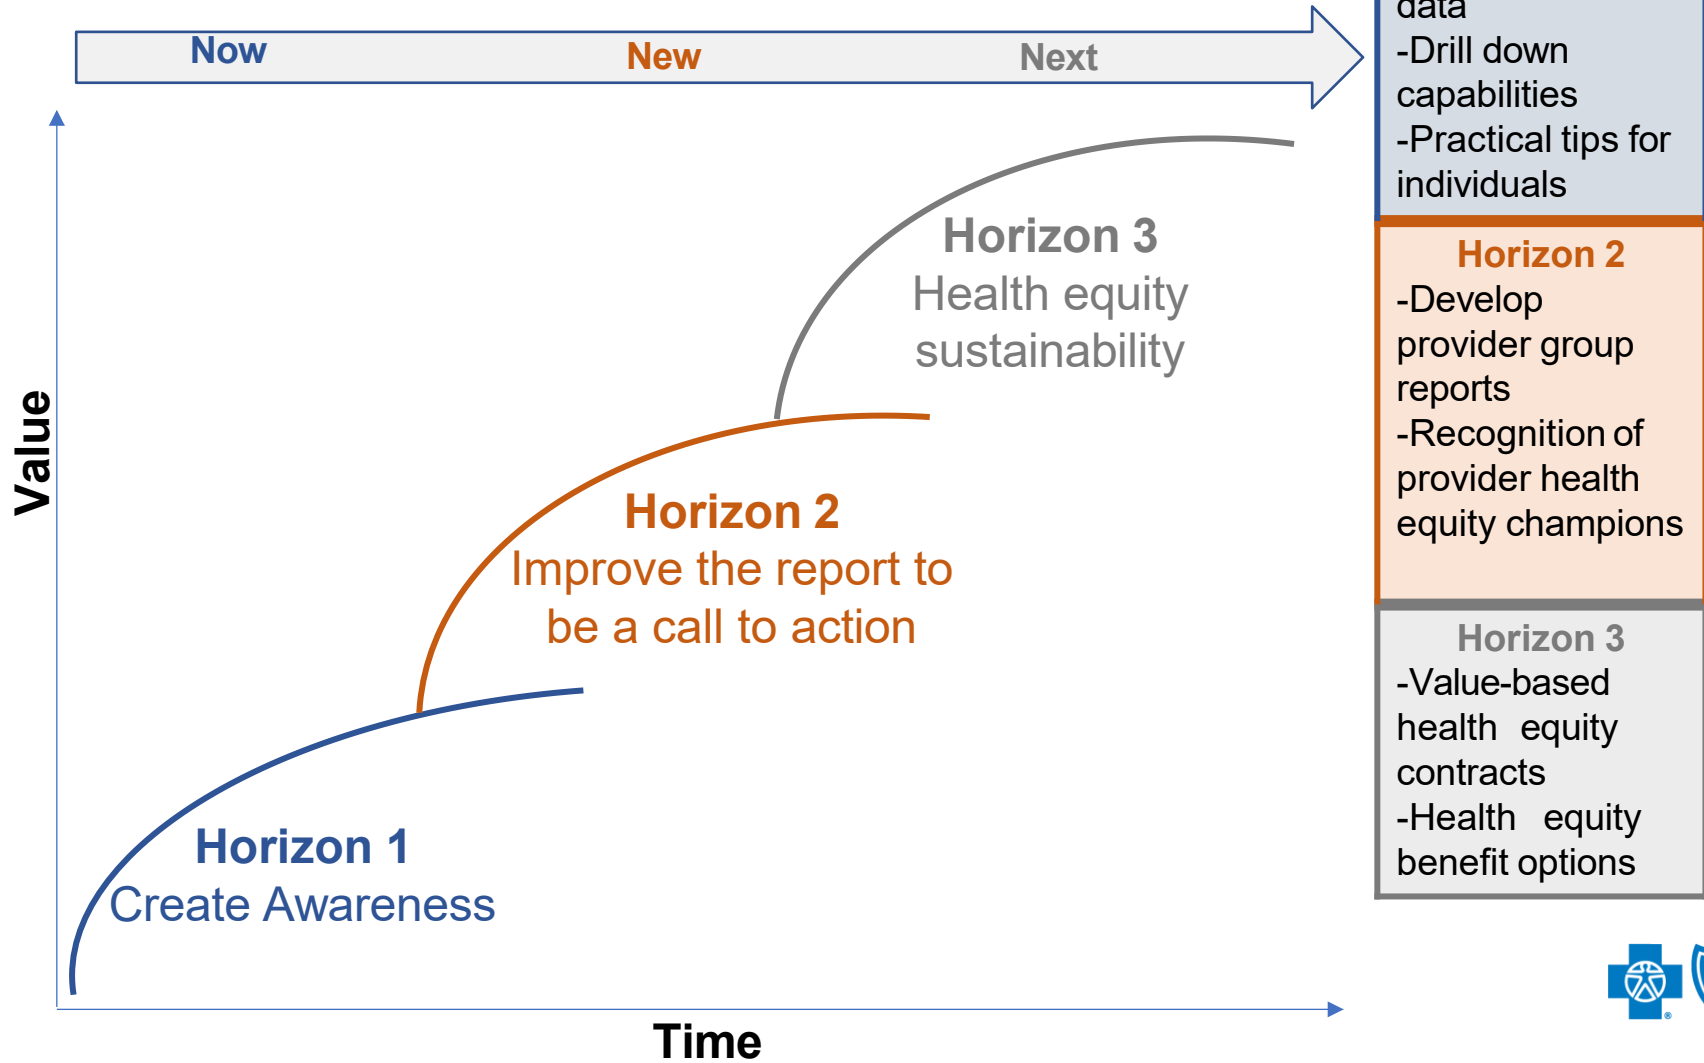 Now
New
Next
Value
Horizon 3
Health equity
sustainability
Horizon 2
Improve the report to
be a call to action
Horizon 1
Create Awareness
Time
data
-Drill down
capabilities
-Practical tips for
individuals
Horizon 2
-Develop
provider group
reports
-Recognition of
provider health
equity champions
Horizon 3
-Value-based
health equity
contracts
-Health equity
benefit options
®